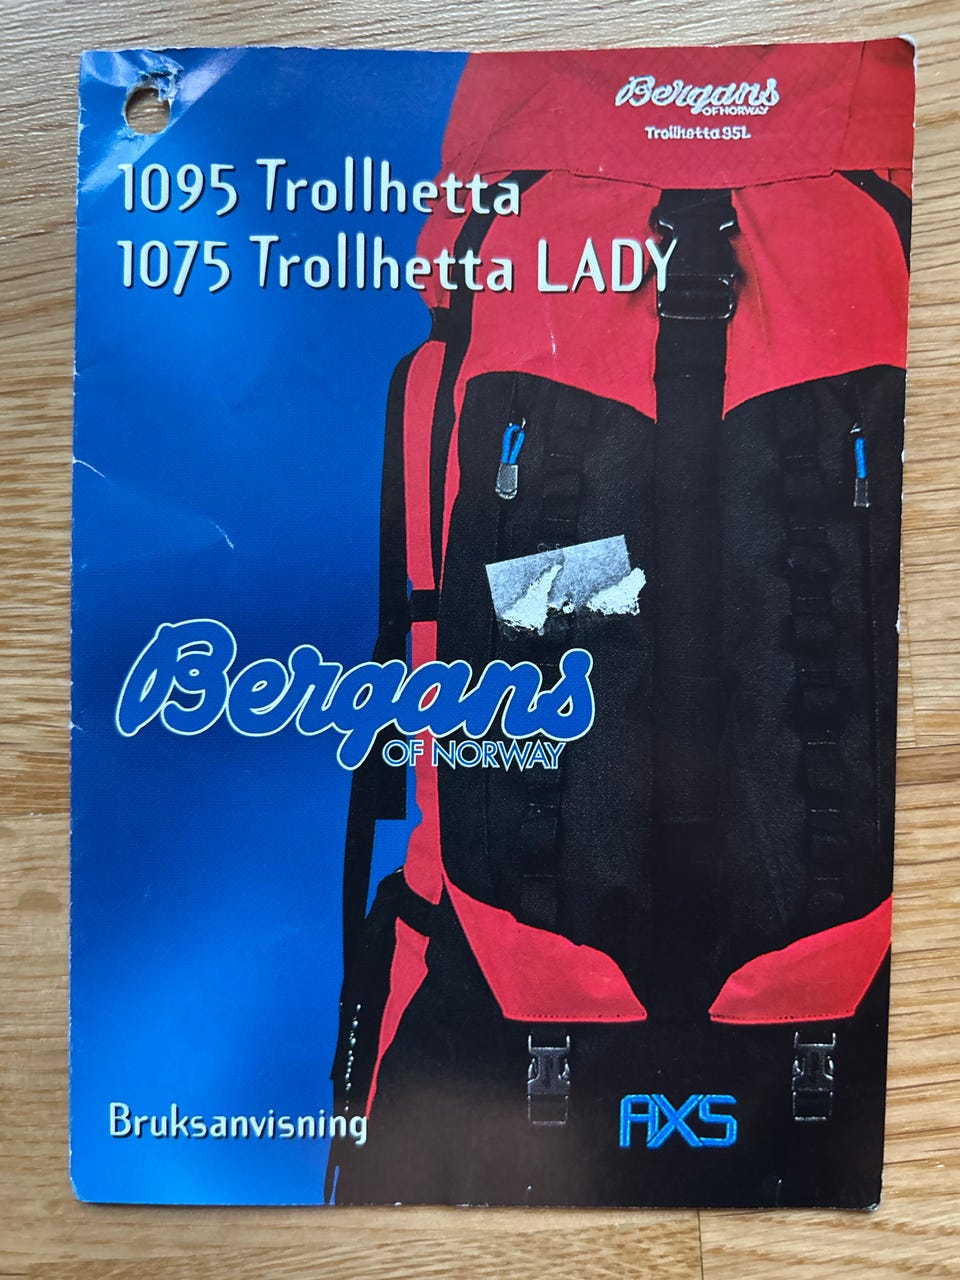 Bergans
OF NORWAY
Trollhetta 95L
1095 Trollhetta
1075 Trollhetta LADY
Bergans
OF NORWAY
Bruksanvisning
AXS